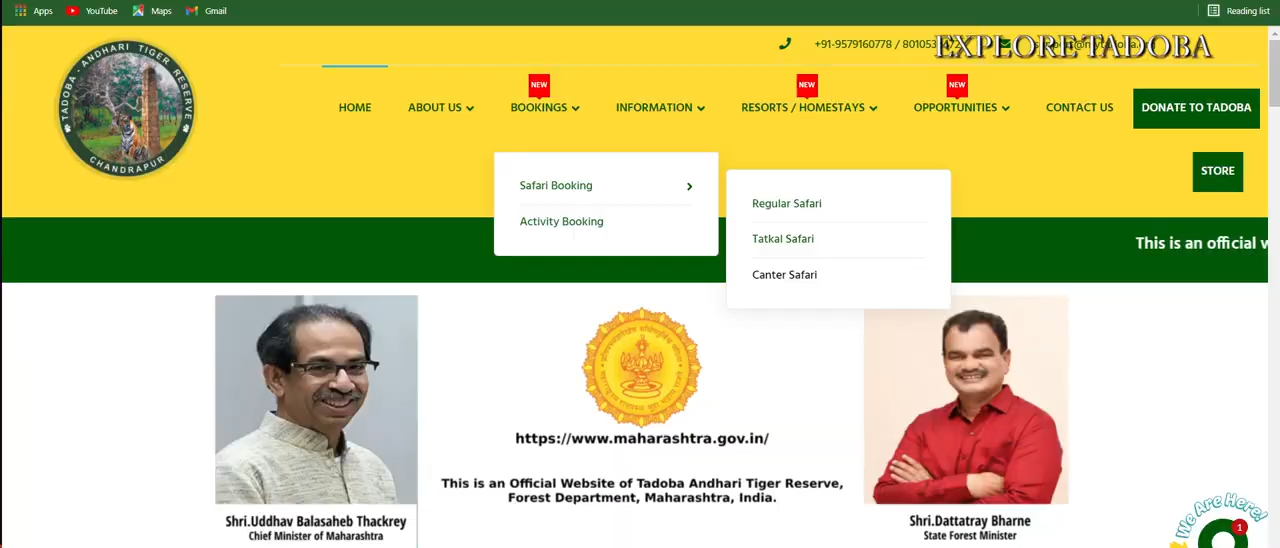 Apps YouTube Maps Gmail Reading list
+91-9579160778 /
EXPLORE TADOBA
TADOBA - ANDHARI TIGER RESERVE
CHANDRAPUR
NEW NEW NEW
HOME ABOUT US BOOKINGS INFORMATION RESORTS / HOMESTAYS OPPORTUNITIES CONTACT US DONATE TO TADOBA
STORE
Safari Booking
Activity Booking
Regular Safari
Tatkal Safari
Canter Safari
This is an official w
https://www.maharashtra.gov.in/
This is an Official Website of Tadoba Andhari Tiger Reserve,
Forest Department, Maharashtra, India.
Shri.Uddhav Balasaheb Thackrey
Chief Minister of Maharashtra
Shri.Dattatray Bharne
State Forest Minister
We Are Here!
1